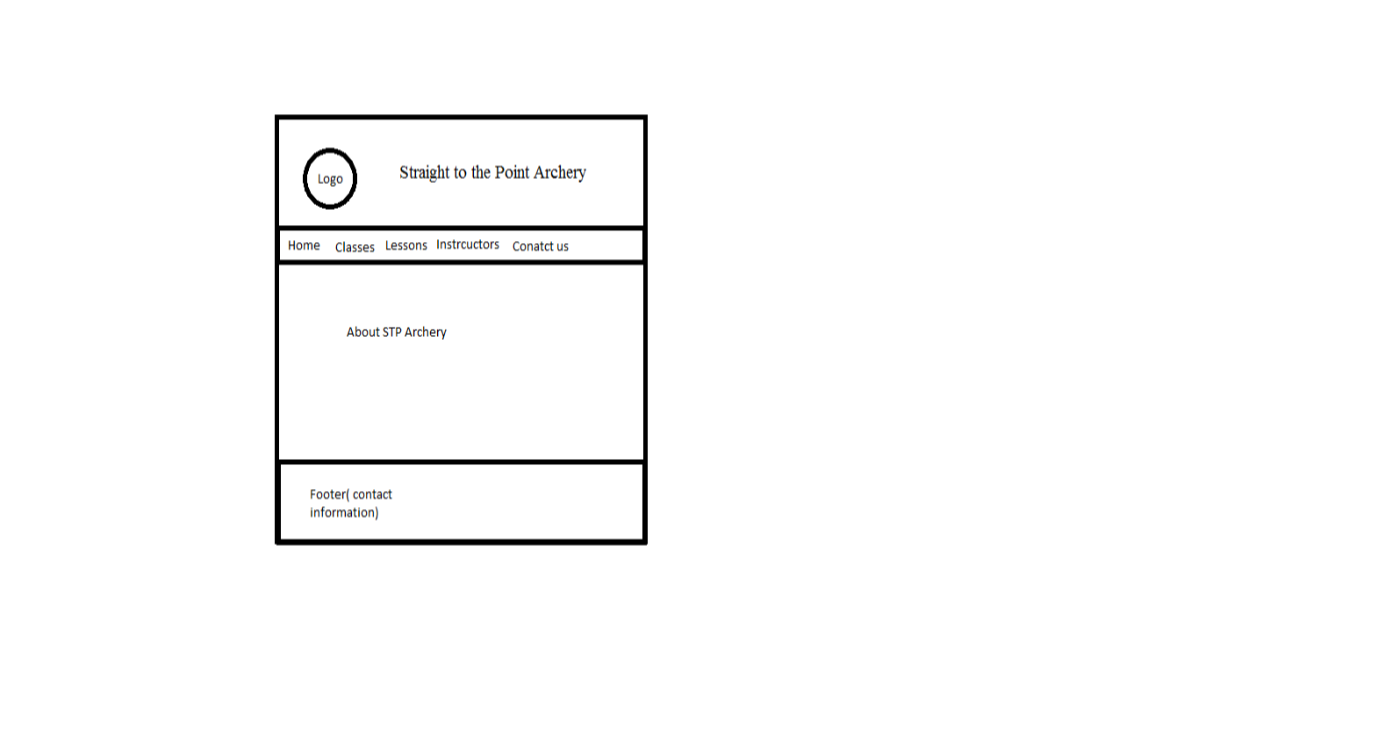 Logo
Straight to the Point Archery
Home Classes Lessons Instrcuctors Conatct us
About STP Archery
Footer( contact
information)